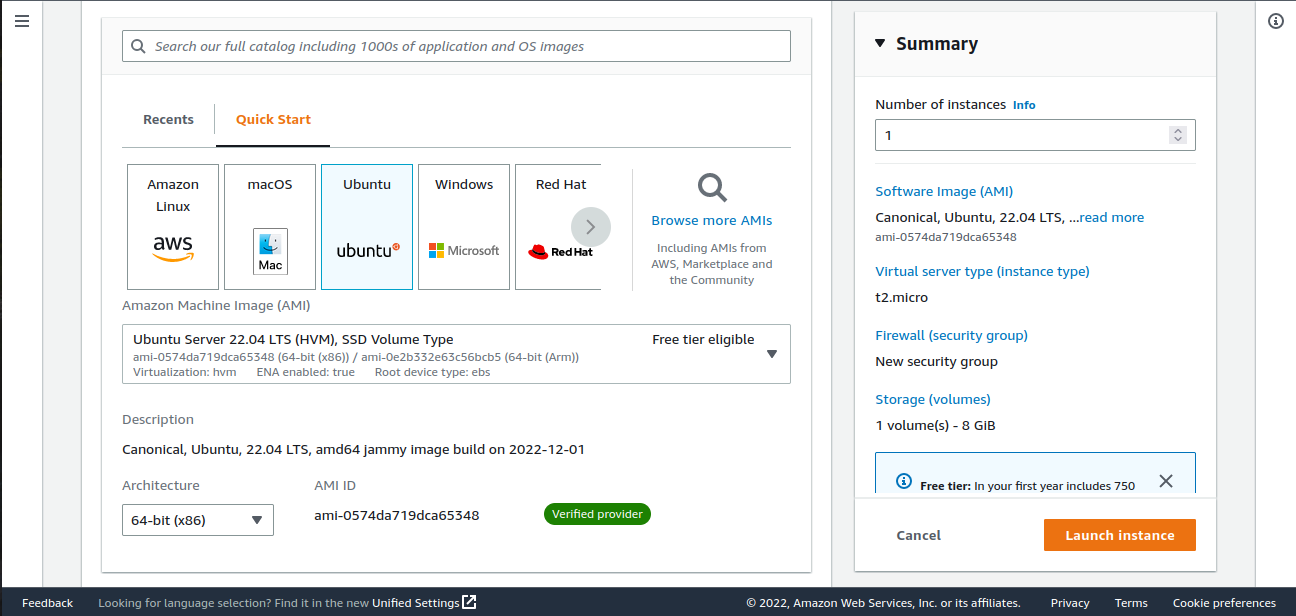 Search our full catalog including 1000s of application and OS images
Recents
Quick Start
Amazon
Linux
aws
macOS
Mac
Ubuntu
ubuntu
Windows
Microsoft
Red Hat
Red Hat
Browse more AMIs
Including AMIs from
AWS, Marketplace and
the Community
Amazon Machine Image (AMI)
Ubuntu Server 22.04 LTS (HVM), SSD Volume Type
Free tier eligible
ami-0574da719dca65348 (64-bit (x86)) / ami-0e2b332e63c56bcb5 (64-bit (Arm))
Virtualization: hvm ENA enabled: true Root device type: ebs
Description
Canonical, Ubuntu, 22.04 LTS, amd64 jammy image build on 2022-12-01
Architecture
AMI ID
64-bit (x86)
ami-0574da719dca65348
Verified provider
Summary
Number of instances Info
1
Software Image (AMI)
Canonical, Ubuntu, 22.04 LTS, ...read more
ami-0574da719dca65348
Virtual server type (instance type)
t2.micro
Firewall (security group)
New security group
Storage (volumes)
1 volume(s) - 8 GiB
Free tier: In your first year includes 750
Cancel
Launch instance
Feedback
Looking for language selection? Find it in the new Unified Settings
© 2022, Amazon Web Services, Inc. or its affiliates.
Privacy
Terms
Cookie preferences